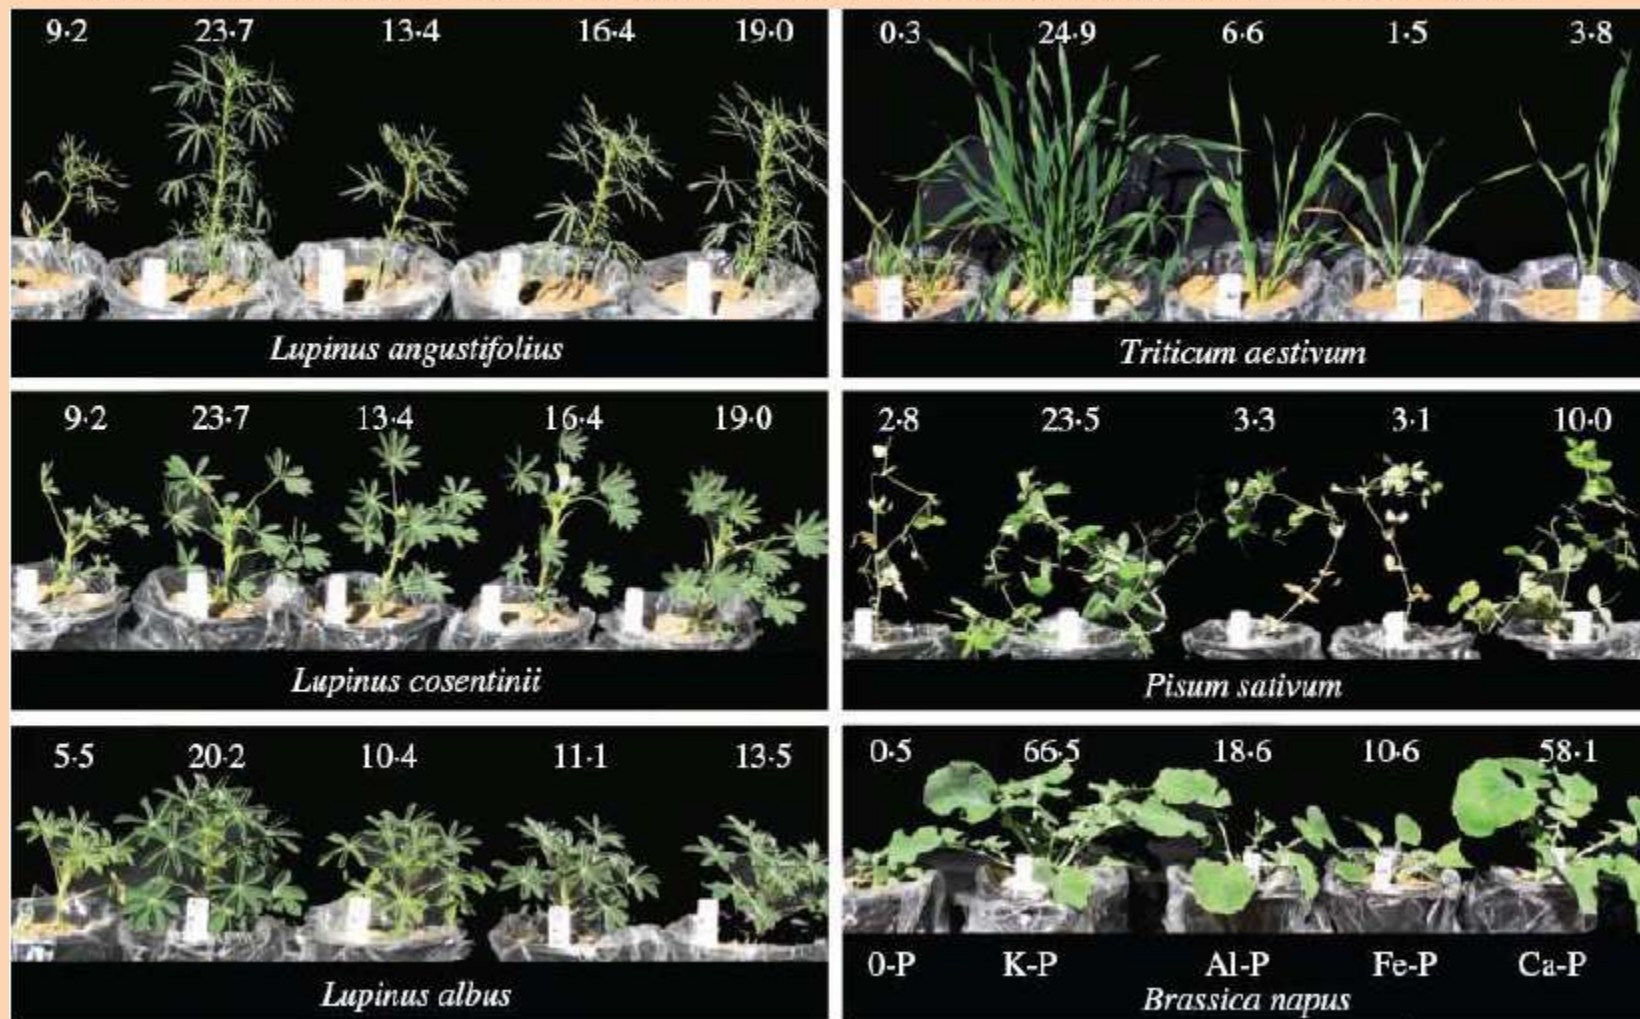 9·2 23·7 13·4 16·4 19·0
Lupinus angustifolius
0·3 24·9 6·6 1·5 3·8
Triticum aestivum
9·2 23·7 13·4 16·4 19·0
Lupinus cosentinii
2·8 23·5 3·3 3·1 10·0
Pisum sativum
5·5 20·2 10·4 11·1 13·5
Lupinus albus
0·5 66·5 18·6 10·6 58·1
0-P K-P Al-P Fe-P Ca-P
Brassica napus